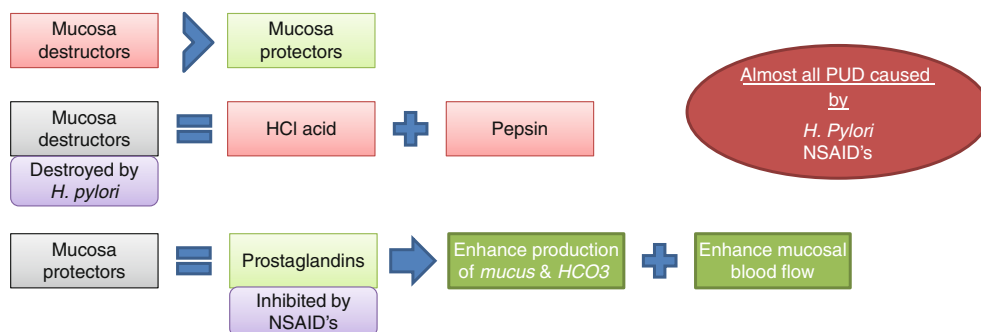 Mucosa
destructors
Mucosa
protectors
Almost all PUD caused
by
H. Pylori
NSAID's
Mucosa
destructors
HCl acid
Pepsin
Destroyed by
H. pylori
Mucosa
protectors
Prostaglandins
Enhance production
of mucus & HCO3
Enhance mucosal
blood flow
Inhibited by
NSAID's